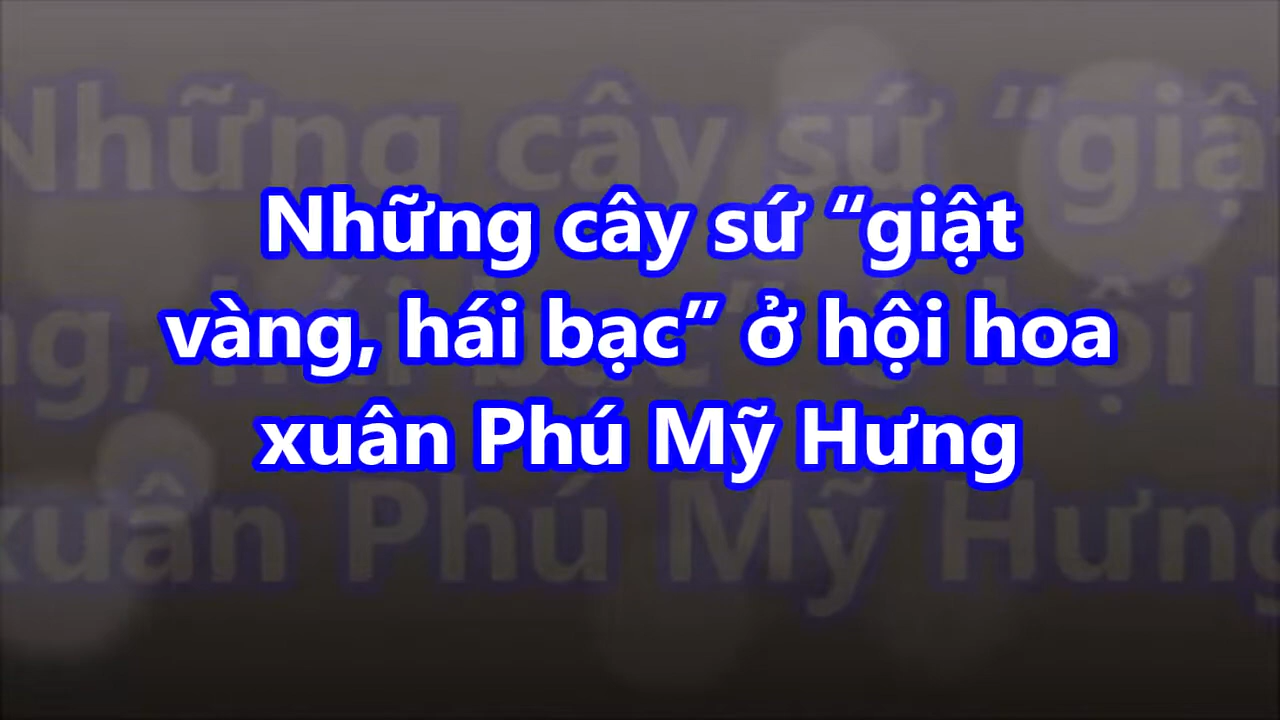 Những cây sứ “giật
vàng, hái bạc” ở hội hoa
xuân Phú Mỹ Hưng